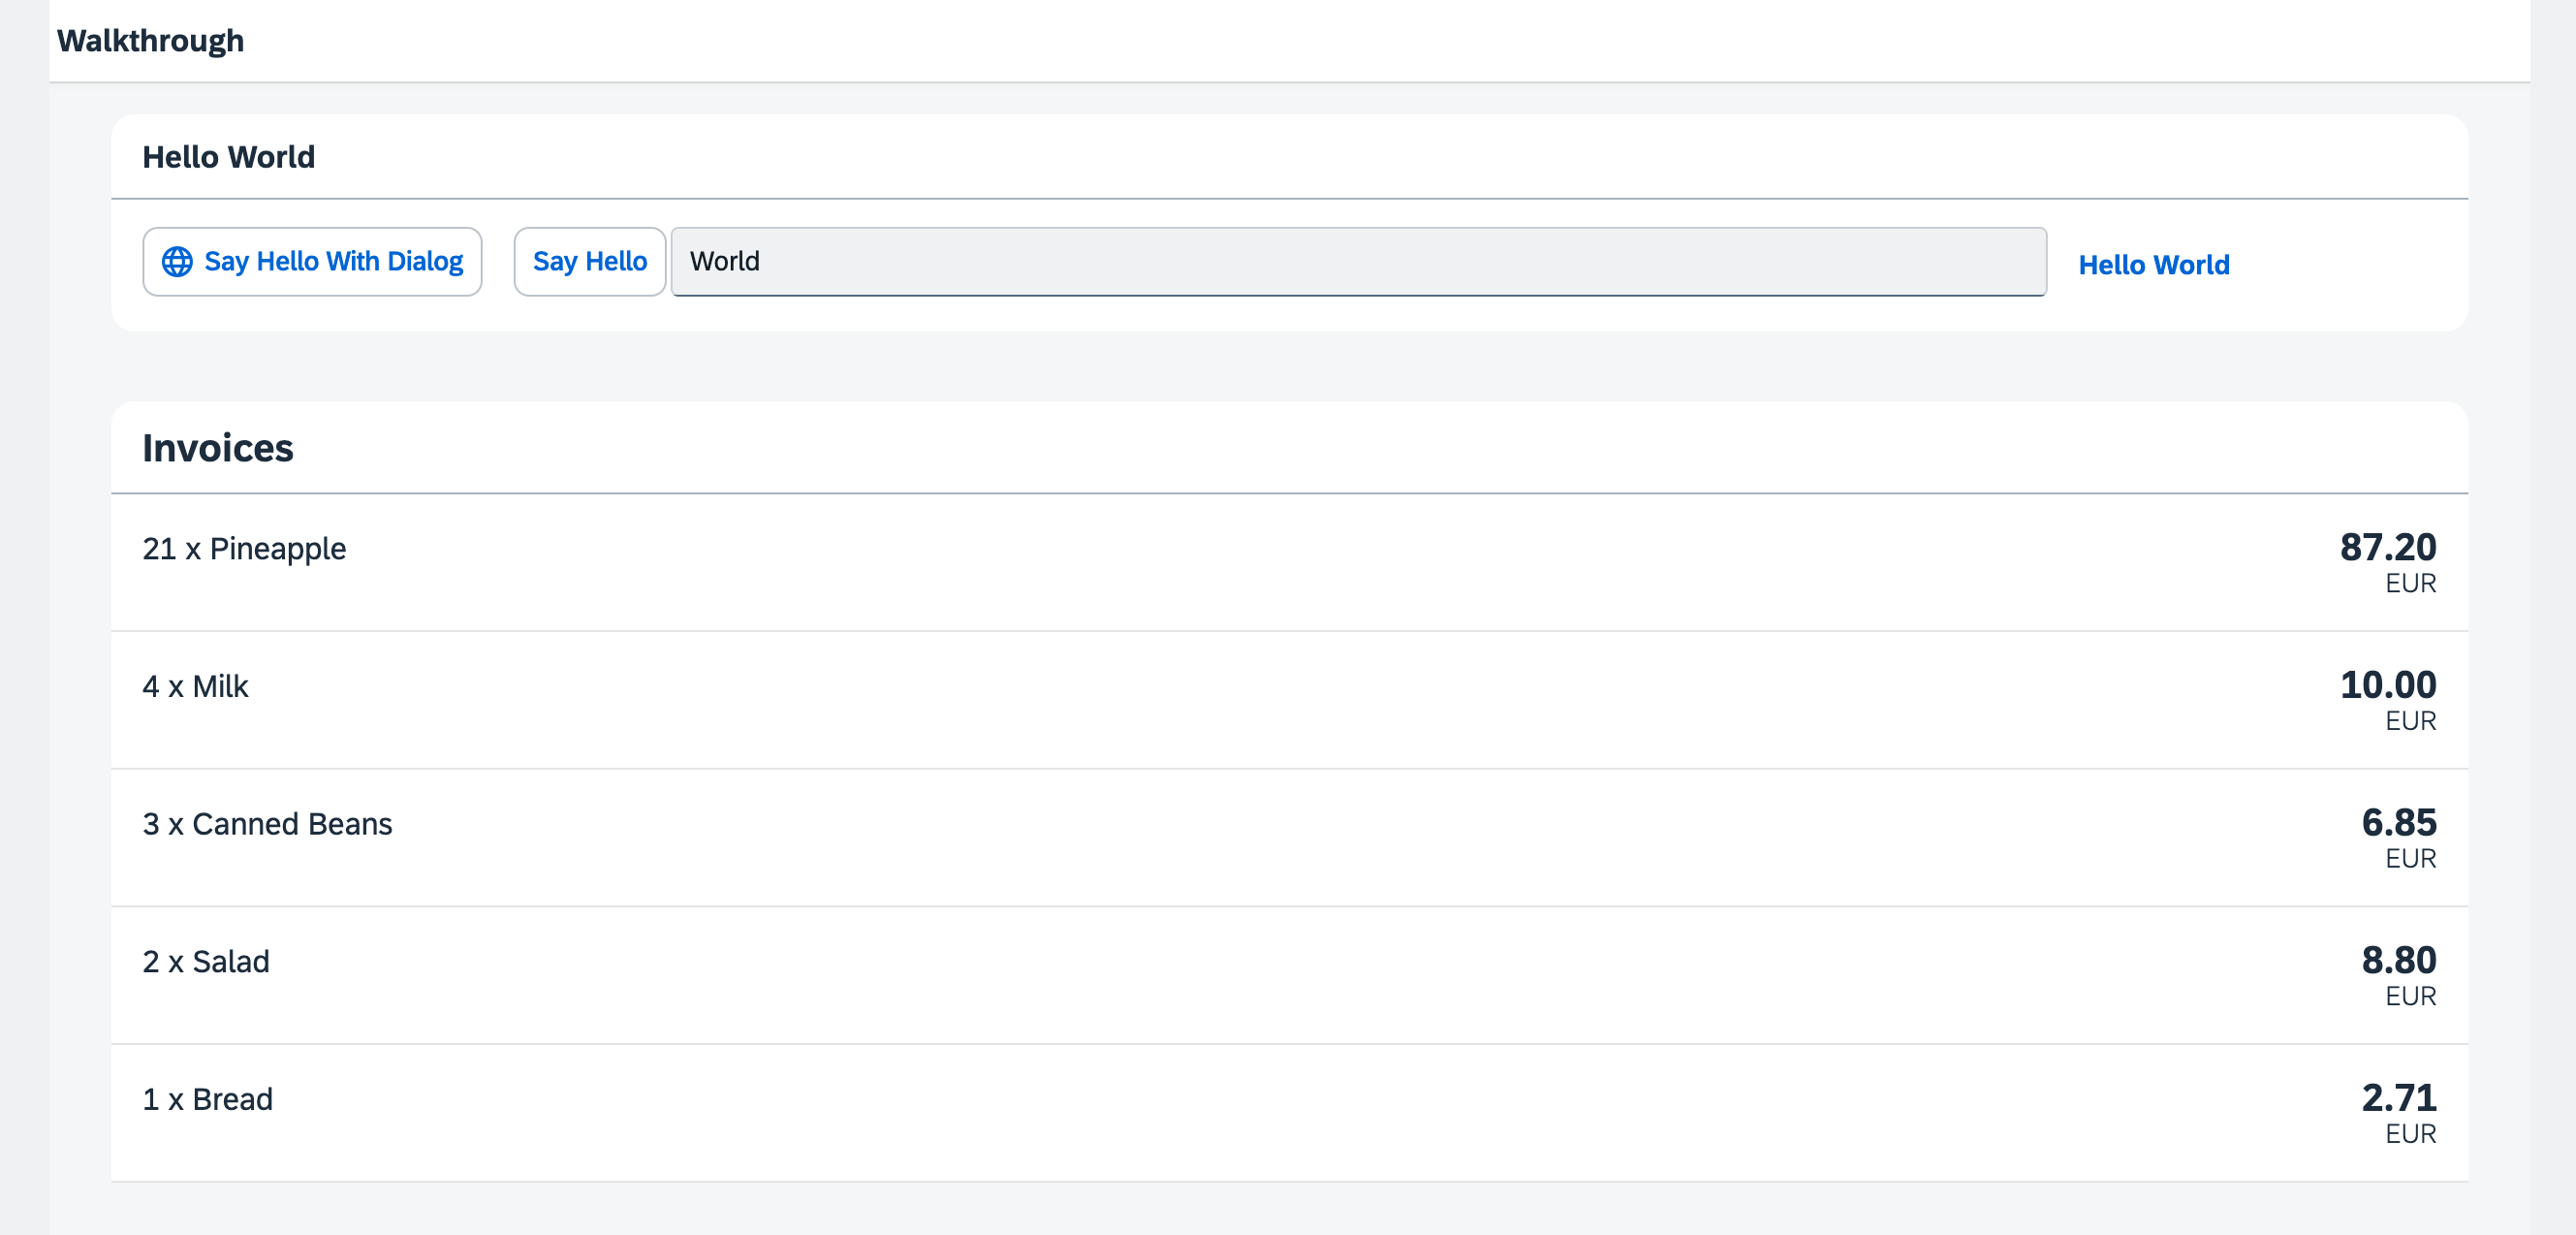 Walkthrough
Hello World
Say Hello With Dialog Say Hello World Hello World
Invoices
21 x Pineapple 87.20
EUR
4 x Milk 10.00
EUR
3 x Canned Beans 6.85
EUR
2 x Salad 8.80
EUR
1 x Bread 2.71
EUR